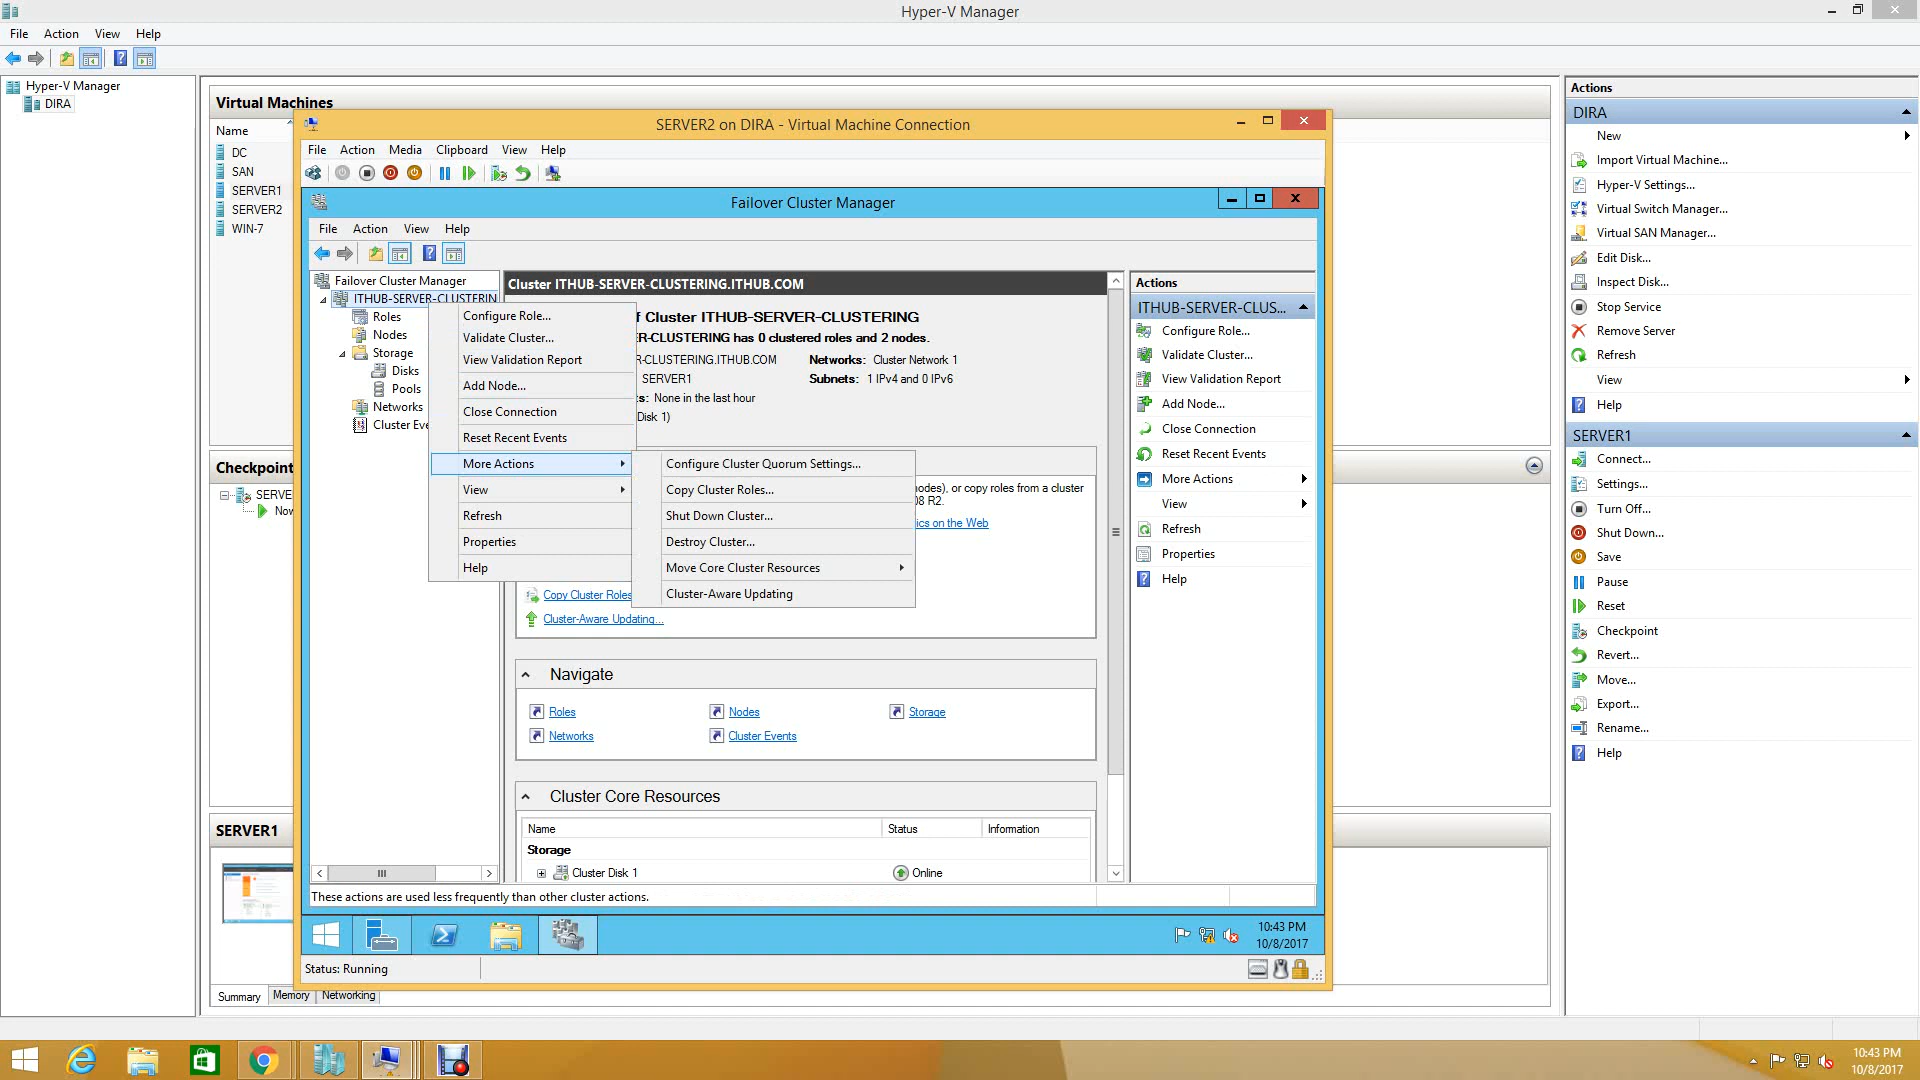 Hyper-V Manager
File Action View Help
Hyper-V Manager
DIRA
Virtual Machines
Name
DC
SAN
SERVER1
SERVER2
WIN-7
Checkpoint
SERVE
Nov
SERVER1
Summary Memory Networking
SERVER2 on DIRA - Virtual Machine Connection
File Action Media Clipboard View Help
Failover Cluster Manager
File Action View Help
Failover Cluster Manager
ITHUB-SERVER-CLUSTERIN
Roles
Nodes
Storage
Disks
Pools
Networks
Cluster Eve
Cluster ITHUB-SERVER-CLUSTERING.ITHUB.COM
f Cluster ITHUB-SERVER-CLUSTERING
R-CLUSTERING has 0 clustered roles and 2 nodes.
R-CLUSTERING.ITHUB.COM Networks: Cluster Network 1
SERVER1 Subnets: 1 IPv4 and 0 IPv6
s: None in the last hour
Disk 1)
Configure Role...
Validate Cluster...
View Validation Report
Add Node...
Close Connection
Reset Recent Events
More Actions
View
Refresh
Properties
Help
Configure Cluster Quorum Settings...
Copy Cluster Roles...
Shut Down Cluster...
Destroy Cluster...
Move Core Cluster Resources
Cluster-Aware Updating
nodes), or copy roles from a cluster
08 R2.
ics on the Web
Copy Cluster Roles
Cluster-Aware Updating...
Navigate
Roles Nodes Storage
Networks Cluster Events
Cluster Core Resources
Name Status Information
Storage
Cluster Disk 1 Online
Actions
ITHUB-SERVER-CLUS...
Configure Role...
Validate Cluster...
View Validation Report
Add Node...
Close Connection
Reset Recent Events
More Actions
View
Refresh
Properties
Help
These actions are used less frequently than other cluster actions.
10:43 PM
10/8/2017
Status: Running
Actions
DIRA
New
Import Virtual Machine...
Hyper-V Settings...
Virtual Switch Manager...
Virtual SAN Manager...
Edit Disk...
Inspect Disk...
Stop Service
Remove Server
Refresh
View
Help
SERVER1
Connect...
Settings...
Turn Off...
Shut Down...
Save
Pause
Reset
Checkpoint
Revert...
Move...
Export...
Rename...
Help
10:43 PM
10/8/2017